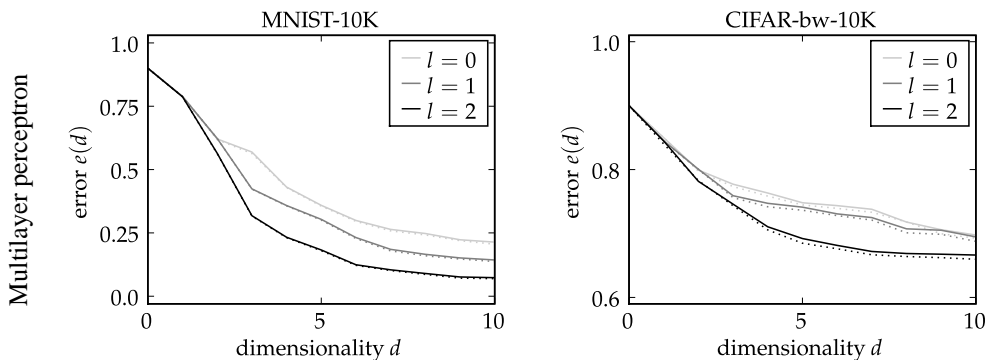 MNIST-10K
CIFAR-bw-10K
Multilayer perceptron
error e(d)
1.0
0.75
0.5
0.25
0.0
l = 0
l = 1
l = 2
0
5
10
dimensionality d
error e(d)
1.0
0.8
0.6
l = 0
l = 1
l = 2
0
5
10
dimensionality d